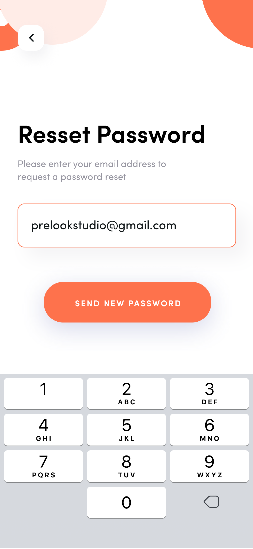 Resset Password
Please enter your email address to
request a password reset
prelookstudio@gmail.com
SEND NEW PASSWORD
1
2
ABC
3
DEF
4
GHI
5
JKL
6
MNO
7
PQRS
8
TUV
9
WXYZ
0